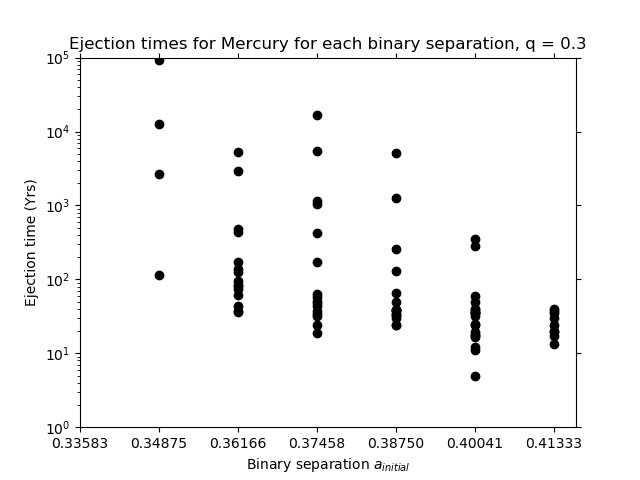 Ejection times for Mercury for each binary separation, q = 0.3
10^5
10^4
10^3
10^2
10^1
10^0
Ejection time (Yrs)
0.33583 0.34875 0.36166 0.37458 0.38750 0.40041 0.41333
Binary separation a_initial